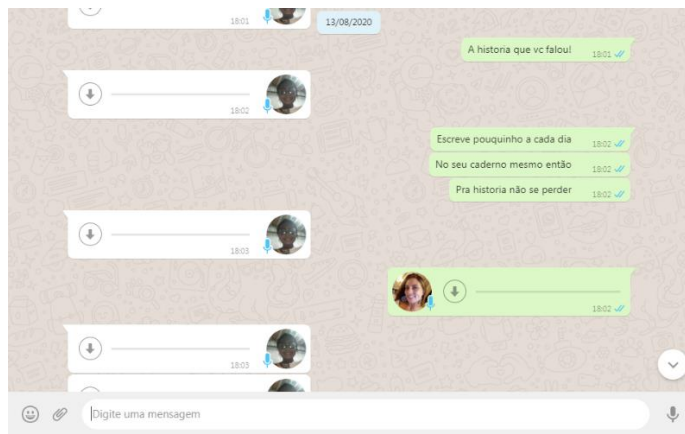 18:01
13/08/2020
A historia que vc falou!
18:01
18:02
Escreve pouquinho a cada dia
18:02
No seu caderno mesmo então
18:02
Pra historia não se perder
18:02
18:03
18:02
18:03
Digite uma mensagem